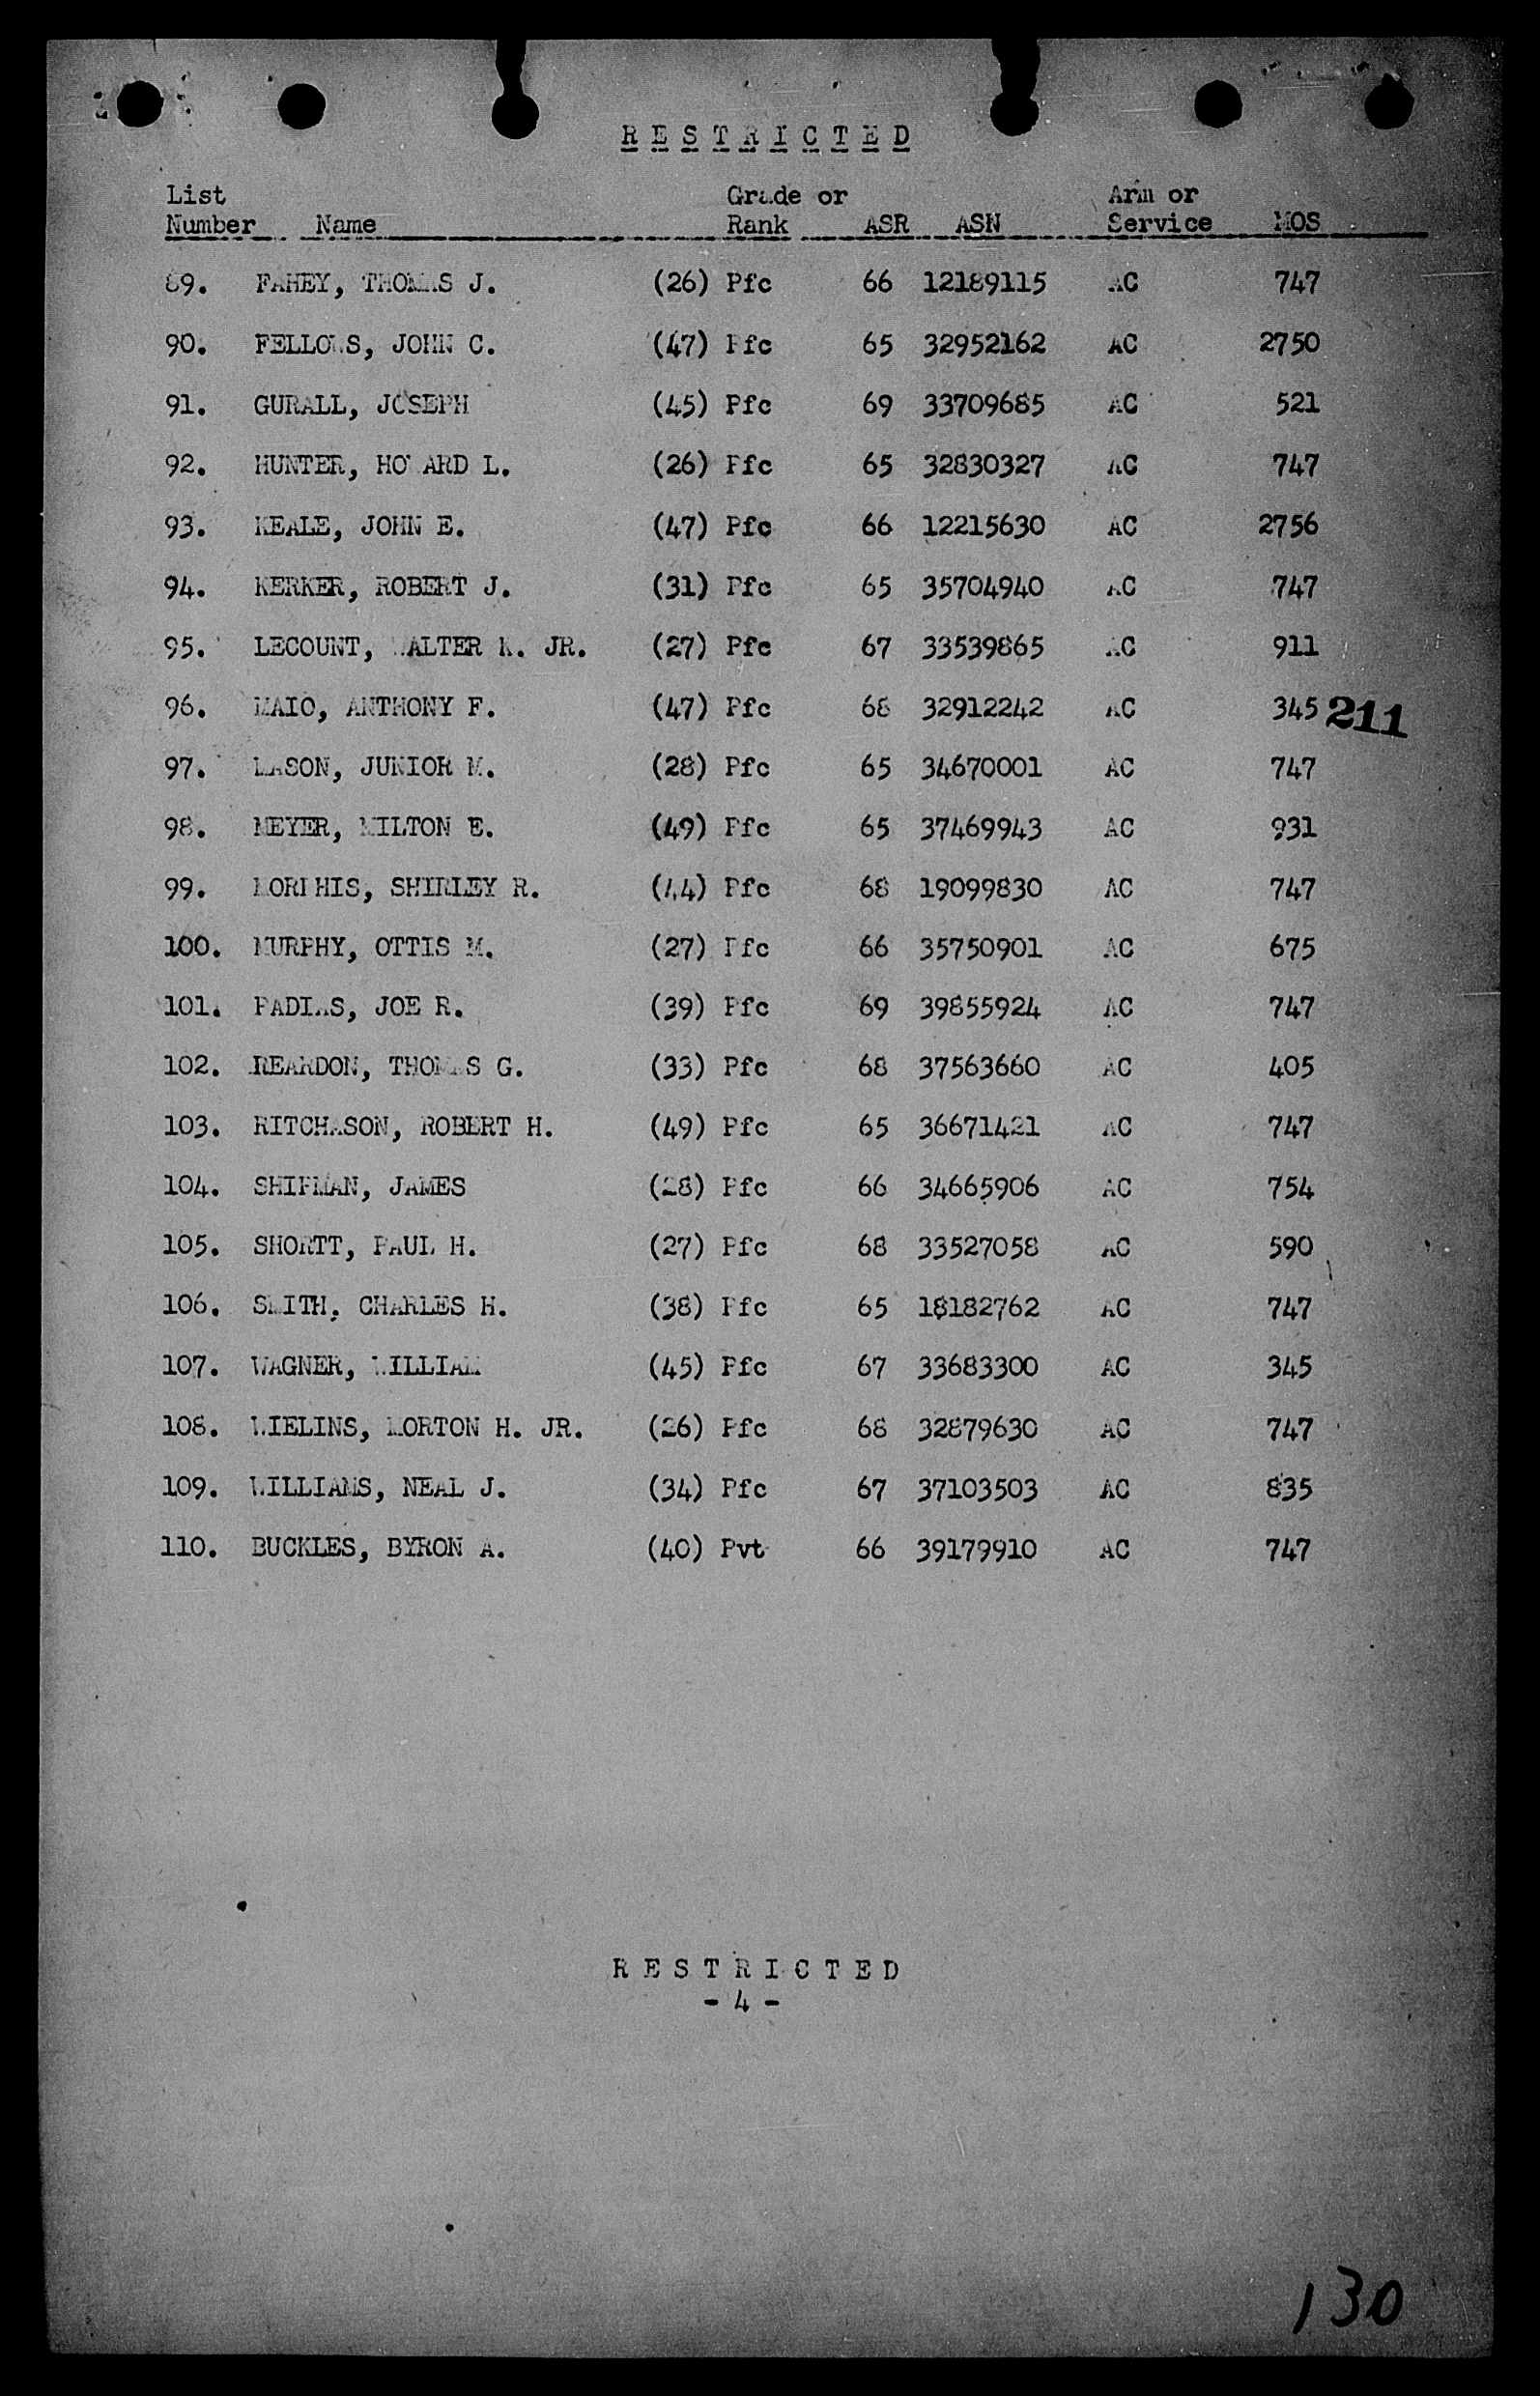 RESTRICTED
List Grade or Arm or
Number Name Rank ASR ASN Service MOS
89. FAHEY, THOMAS J. (26) Pfc 66 12189115 AC 747
90. FELLOWS, JOHN C. (47) Pfc 65 32952162 AC 2750
91. GURALL, JOSEPH (45) Pfc 69 33709685 AC 521
92. HUNTER, HOWARD L. (26) Pfc 65 32830327 AC 747
93. KEALE, JOHN E. (47) Pfc 66 12215630 AC 2756
94. KERKER, ROBERT J. (31) Pfc 65 35704940 AC 747
95. LECOUNT, WALTER JR. (27) Pfc 67 33539865 AC 911
96. MAIO, ANTHONY F. (47) Pfc 68 32912242 AC 345 211
97. MASON, JUNIOR M. (28) Pfc 65 34670001 AC 747
98. MEYER, MILTON E. (49) Pfc 65 37469943 AC 931
99. MORPHIS, SHIRLEY R. (44) Pfc 68 19099830 AC 747
100. MURPHY, OTTIS M. (27) Pfc 66 35750901 AC 675
101. PADIAS, JOE R. (39) Pfc 69 39855924 AC 747
102. REARDON, THOMAS G. (33) Pfc 68 37563660 AC 405
103. RITCHASON, ROBERT H. (49) Pfc 65 36671421 AC 747
104. SHIPMAN, JAMES (28) Pfc 66 34665906 AC 754
105. SHORTT, PAUL H. (27) Pfc 68 33527058 AC 590
106. SMITH, CHARLES H. (38) Pfc 65 18182762 AC 747
107. WAGNER, WILLIAM (45) Pfc 67 33683300 AC 345
108. WIELINS, MORTON H. JR. (26) Pfc 68 32879630 AC 747
109. WILLIAMS, NEAL J. (34) Pfc 67 37103503 AC 835
110. BUCKLES, BYRON A. (40) Pvt 66 39179910 AC 747
RESTRICTED
- 4 -
130